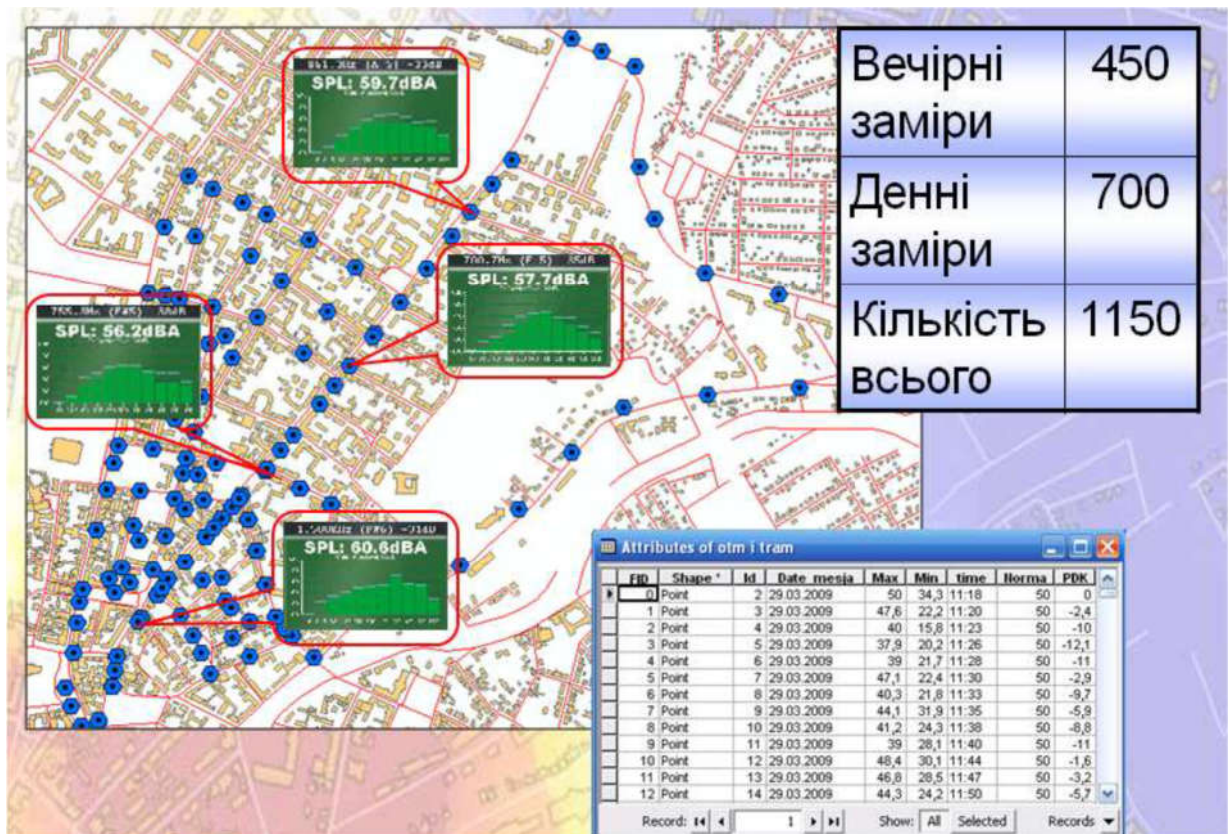 SPL: 59.7dBA
SPL: 57.7dBA
SPL: 56.2dBA
SPL: 60.6dBA
Вечірні 450
заміри
Денні 700
заміри
Кількість 1150
всього
Attributes of otm i tram
FID Shape * Id Date_mesja Max Min time Norma PDK
0 Point 2 29.03.2009 50 34,3 11:18 50 0
1 Point 3 29.03.2009 47,6 22,2 11:20 50 -2,4
2 Point 4 29.03.2009 40 15,8 11:23 50 -10
3 Point 5 29.03.2009 37,9 20,2 11:26 50 -12,1
4 Point 6 29.03.2009 39 21,7 11:28 50 -11
5 Point 7 29.03.2009 47,1 22,4 11:30 50 -2,9
6 Point 8 29.03.2009 40,3 21,8 11:33 50 -9,7
7 Point 9 29.03.2009 44,1 31,9 11:35 50 -5,9
8 Point 10 29.03.2009 41,2 24,3 11:38 50 -8,8
9 Point 11 29.03.2009 39 28,1 11:40 50 -11
10 Point 12 29.03.2009 48,4 30,1 11:44 50 -1,6
11 Point 13 29.03.2009 46,8 28,5 11:47 50 -3,2
12 Point 14 29.03.2009 44,3 24,2 11:50 50 -5,7
Record: 1 Show: All Selected Records